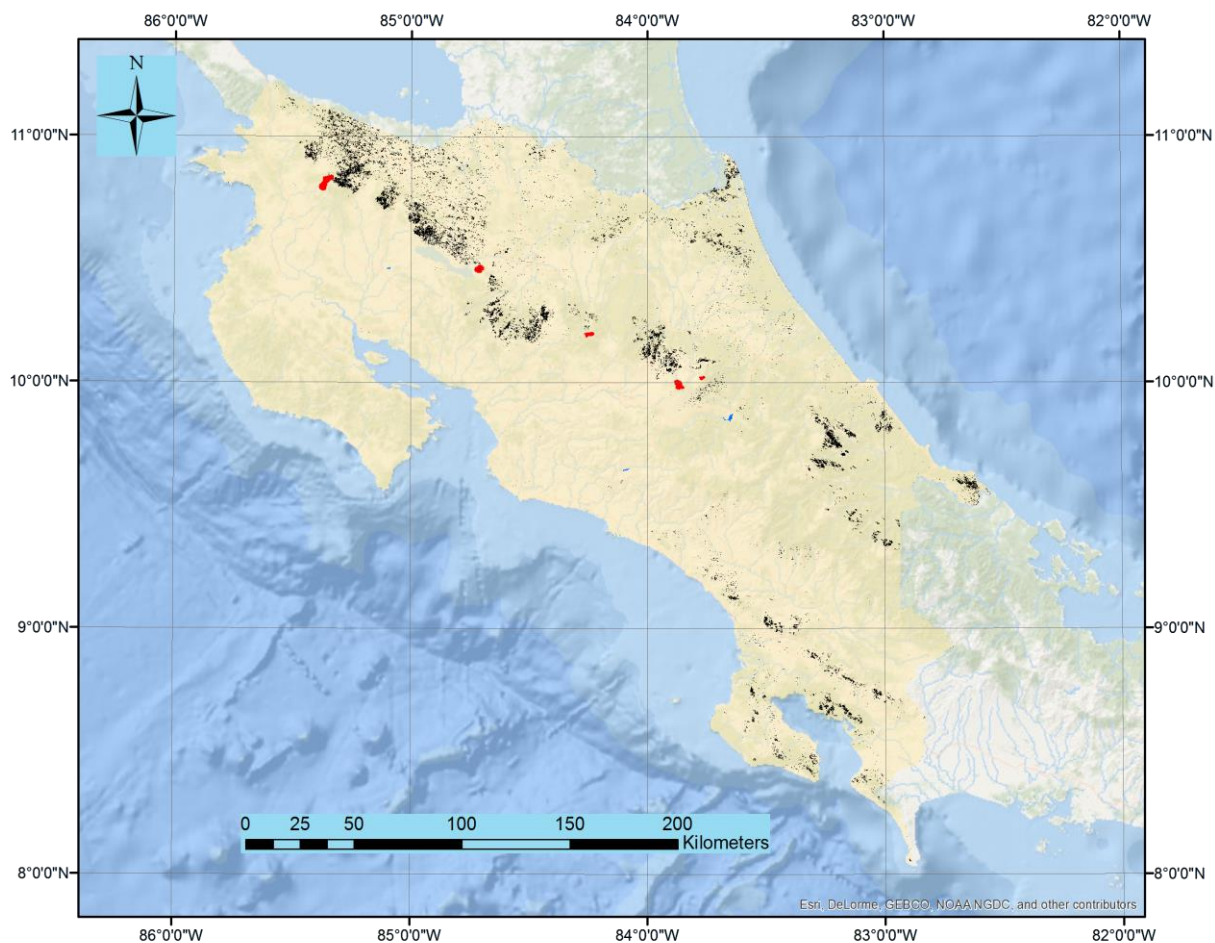 86°0'0"W 85°0'0"W 84°0'0"W 83°0'0"W 82°0'0"W
N
11°0'0"N 11°0'0"N
10°0'0"N 10°0'0"N
9°0'0"N 9°0'0"N
0 25 50 100 150 200
Kilometers
8°0'0"N 8°0'0"N
Esri, DeLorme, GEBCO, NOAA NGDC, and other contributors
86°0'0"W 85°0'0"W 84°0'0"W 83°0'0"W 82°0'0"W